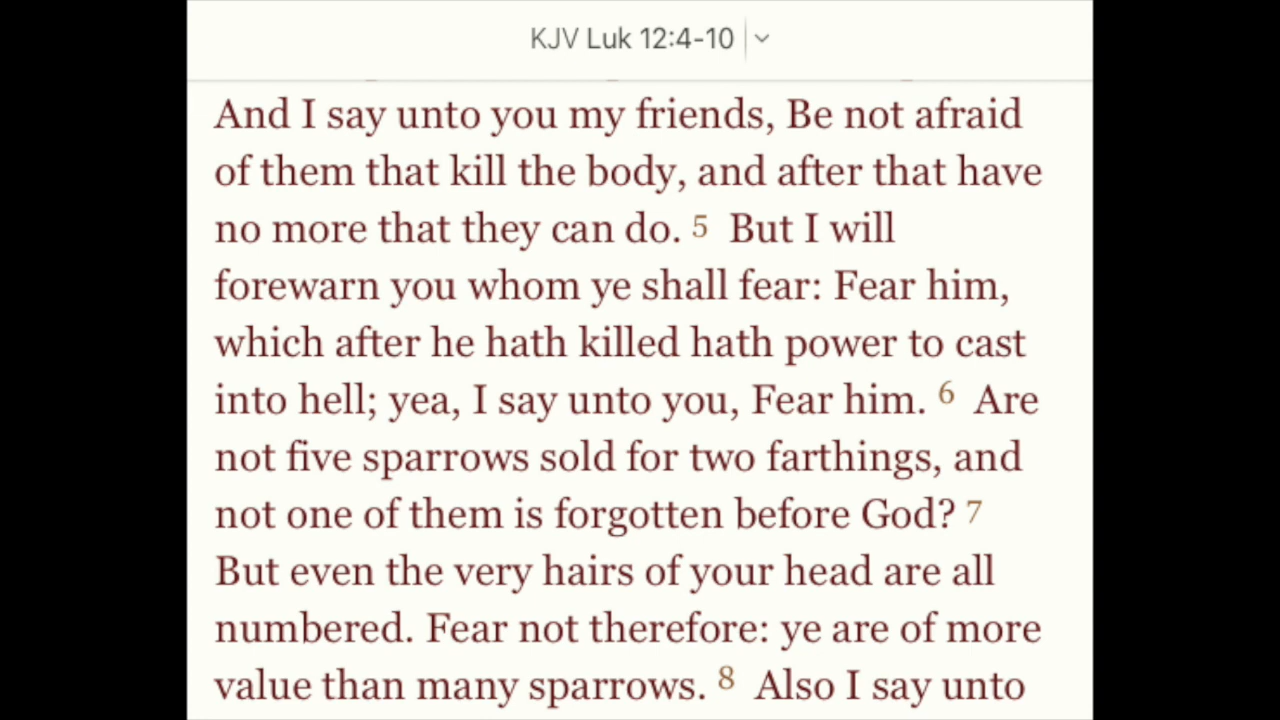 KJV Luk 12:4-10
And I say unto you my friends, Be not afraid
of them that kill the body, and after that have
no more that they can do. 5 But I will
forewarn you whom ye shall fear: Fear him,
which after he hath killed hath power to cast
into hell; yea, I say unto you, Fear him. 6 Are
not five sparrows sold for two farthings, and
not one of them is forgotten before God? 7
But even the very hairs of your head are all
numbered. Fear not therefore: ye are of more
value than many sparrows. 8 Also I say unto